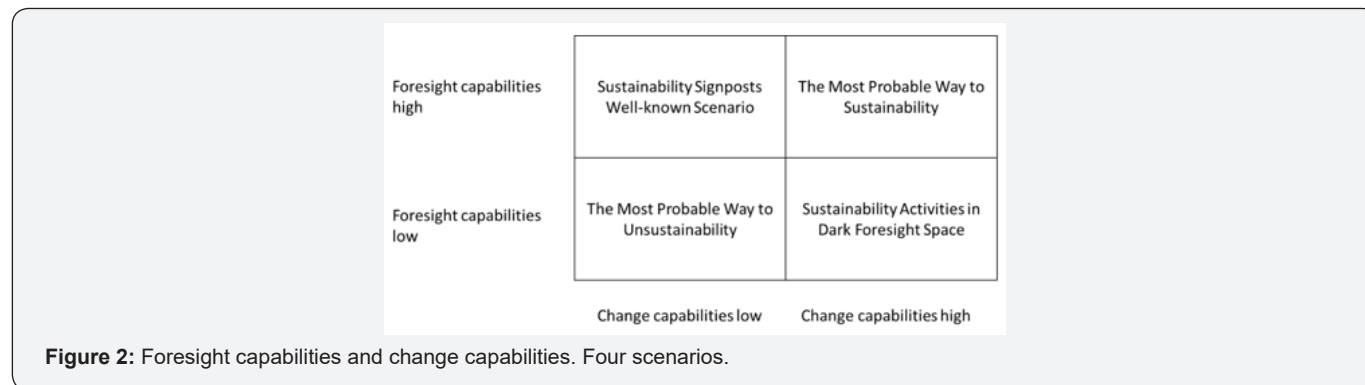 Foresight capabilities
high
Sustainability Signposts
Well-known Scenario
The Most Probable Way to
Sustainability
Foresight capabilities
low
The Most Probable Way to
Unsustainability
Sustainability Activities in
Dark Foresight Space
Change capabilities low
Change capabilities high
Figure 2: Foresight capabilities and change capabilities. Four scenarios.